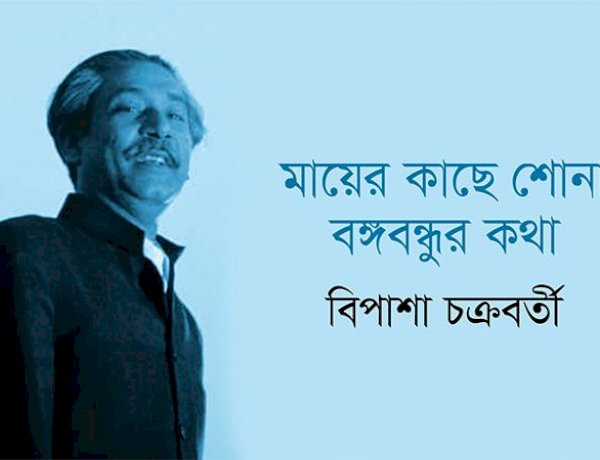 মায়ের কাছে শোনা
বঙ্গবন্ধুর কথা
বিপাশা চক্রবর্তী